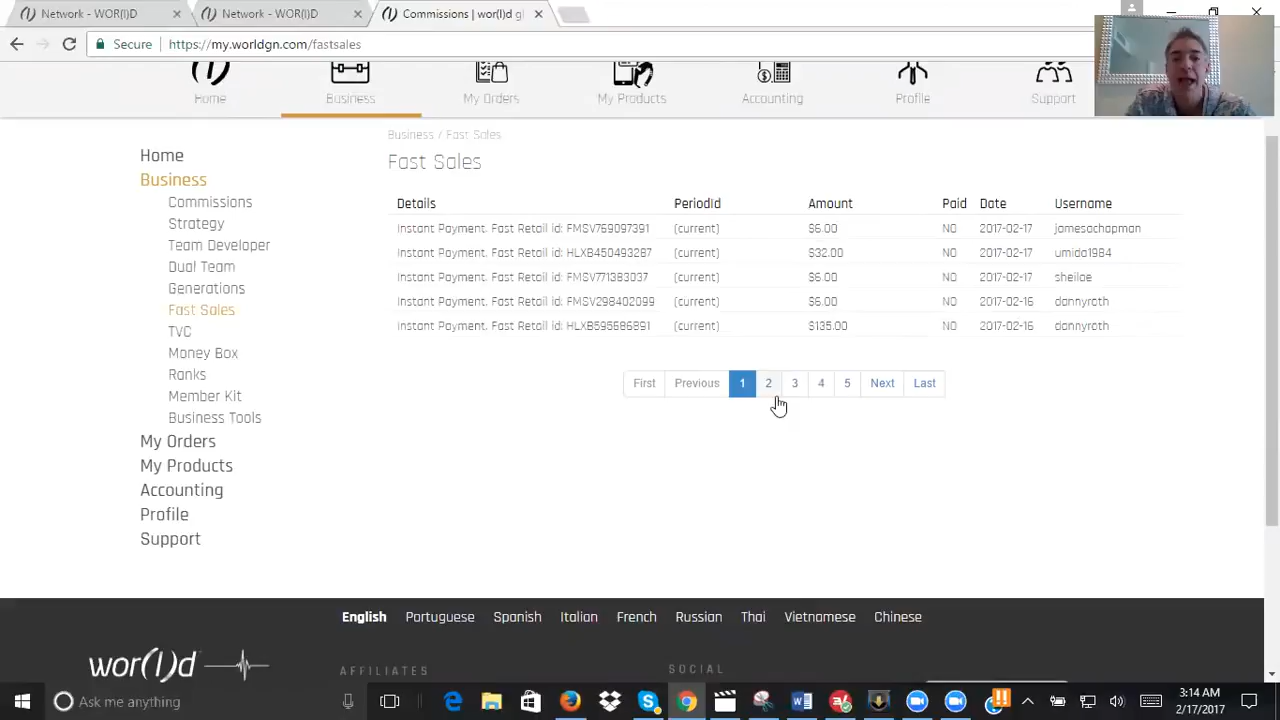 Network - WOR(I)D
Network - WOR(I)D
Commissions | wor(l)d gl
Secure https://my.worldgn.com/fastsales
Home Business My Orders My Products Accounting Profile Support
Business / Fast Sales
Fast Sales
Home
Business
Commissions
Strategy
Team Developer
Dual Team
Generations
Fast Sales
TVC
Money Box
Ranks
Member Kit
Business Tools
My Orders
My Products
Accounting
Profile
Support
Details PeriodId Amount Paid Date Username
Instant Payment. Fast Retail id: FMSV769097391 (current) $6.00 NO 2017-02-17 jamesachapman
Instant Payment. Fast Retail id: HLXB450493287 (current) $32.00 NO 2017-02-17 umida1984
Instant Payment. Fast Retail id: FMSV771383037 (current) $6.00 NO 2017-02-17 sheilae
Instant Payment. Fast Retail id: FMSV298402099 (current) $6.00 NO 2017-02-16 dannyroth
Instant Payment. Fast Retail id: HLXB595686891 (current) $135.00 NO 2017-02-16 dannyroth
First Previous 1 2 3 4 5 Next Last
English Portuguese Spanish Italian French Russian Thai Vietnamese Chinese
wor(l)d
AFFILIATES
SOCIAL
Ask me anything
3:14 AM
2/17/2017